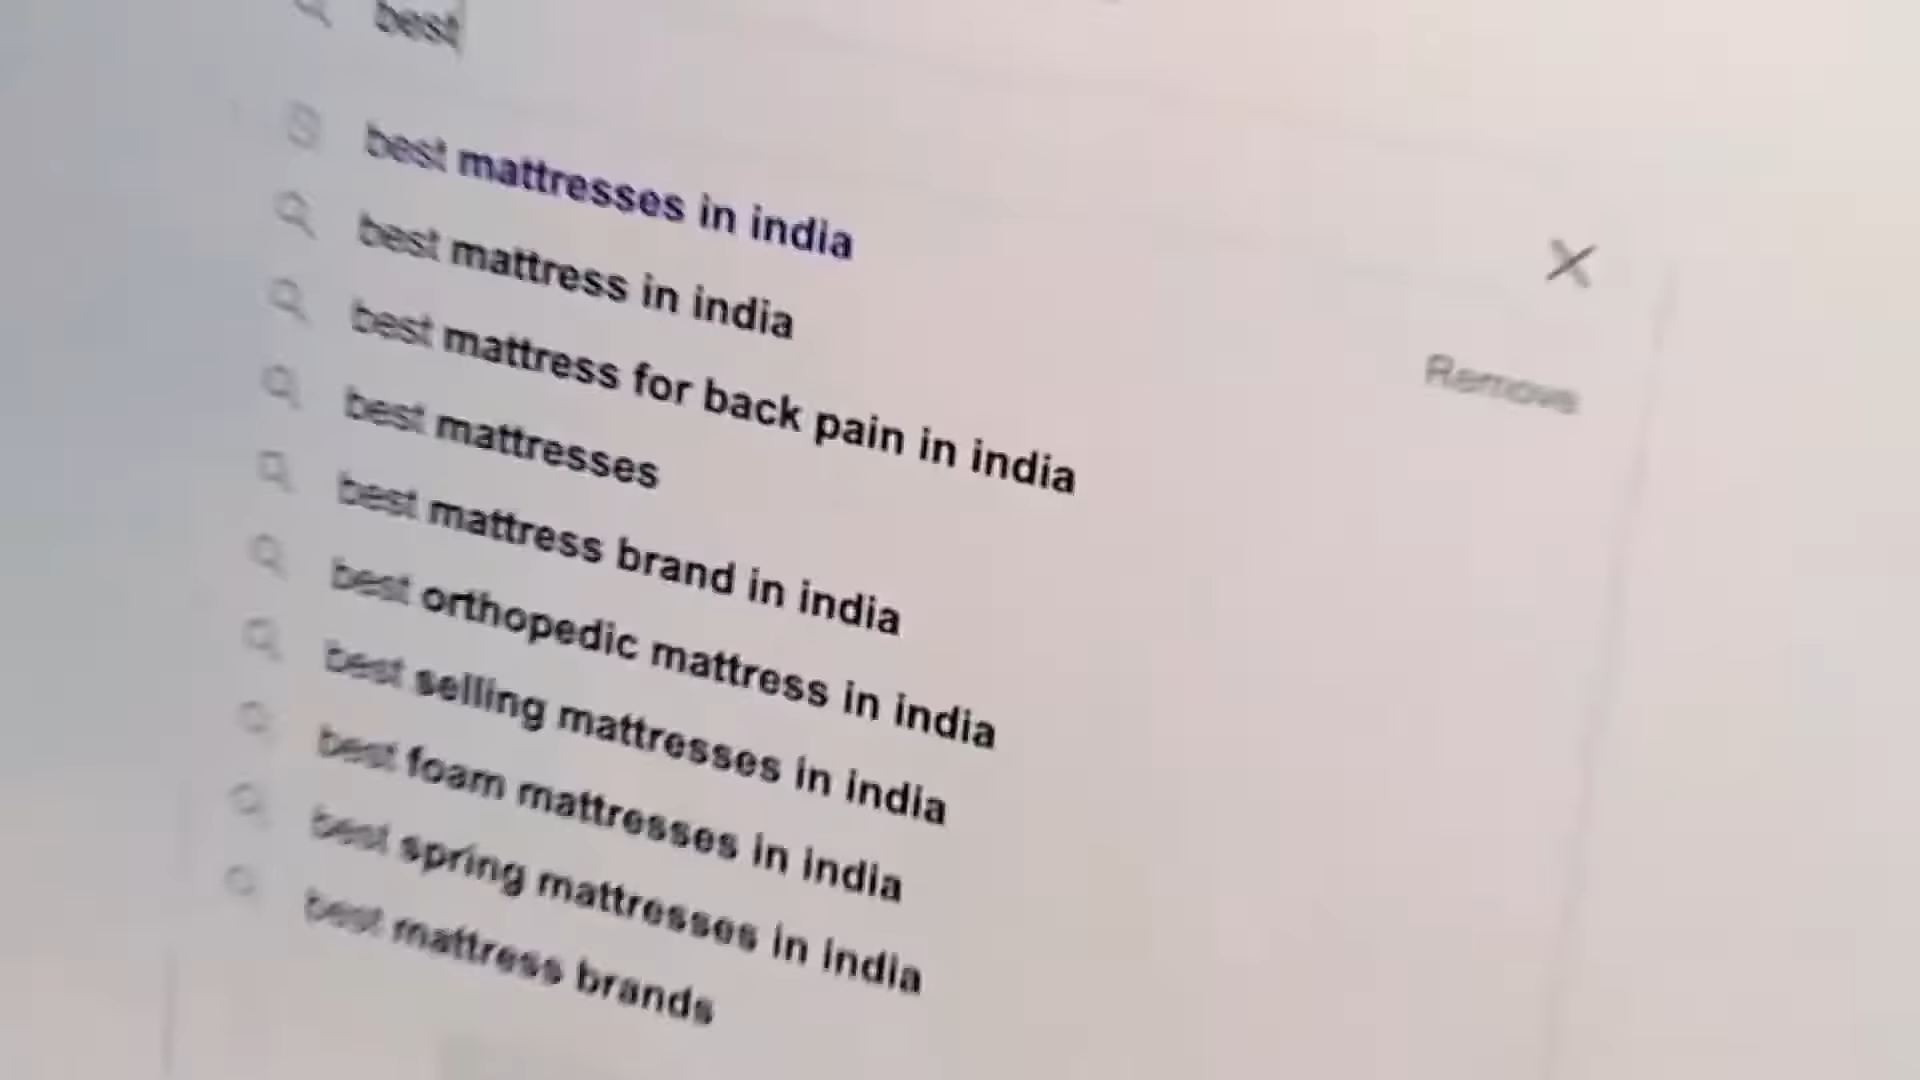 best
best mattresses in india
best mattress in india
Remove
best mattress for back pain in india
best mattresses
best mattress brand in india
best orthopedic mattress in india
best selling mattresses in india
best foam mattresses in india
best spring mattresses in india
best mattress brands